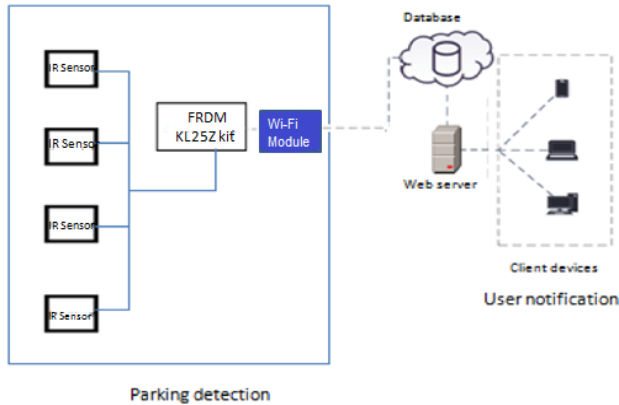 Database
IR Sensor
FRDM
KL25Z kit
Wi-Fi
Module
IR Sensor
Web server
IR Sensor
Client devices
User notification
IR Sensor
Parking detection